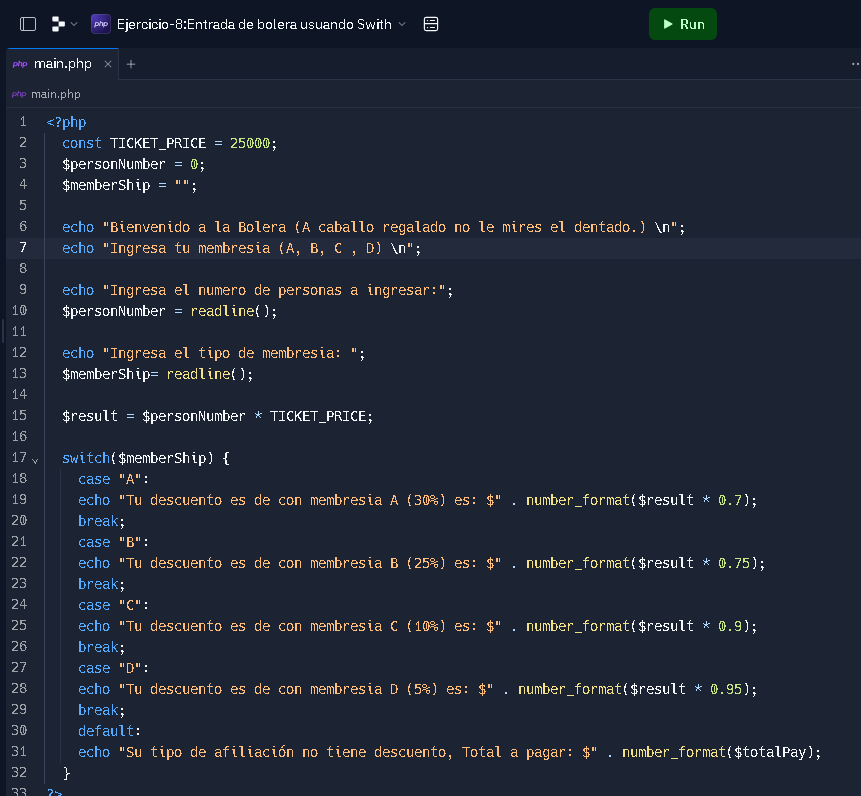 php Ejercicio-8:Entrada de bolera usuando Swith
Run
php main.php
php main.php
1 <?php
2 const TICKET_PRICE = 25000;
3 $personNumber = 0;
4 $memberShip = "";
5
6 echo "Bienvenido a la Bolera (A caballo regalado no le mires el dentado.) \n";
7 echo "Ingresa tu membresia (A, B, C , D) \n";
8
9 echo "Ingresa el numero de personas a ingresar:";
10 $personNumber = readline();
11
12 echo "Ingresa el tipo de membresia: ";
13 $memberShip= readline();
14
15 $result = $personNumber * TICKET_PRICE;
16
17 switch($memberShip) {
18 case "A":
19 echo "Tu descuento es de con membresia A (30%) es: $" . number_format($result * 0.7);
20 break;
21 case "B":
22 echo "Tu descuento es de con membresia B (25%) es: $" . number_format($result * 0.75);
23 break;
24 case "C":
25 echo "Tu descuento es de con membresia C (10%) es: $" . number_format($result * 0.9);
26 break;
27 case "D":
28 echo "Tu descuento es de con membresia D (5%) es: $" . number_format($result * 0.95);
29 break;
30 default:
31 echo "Su tipo de afiliación no tiene descuento, Total a pagar: $" . number_format($totalPay);
32 }
33 ?>